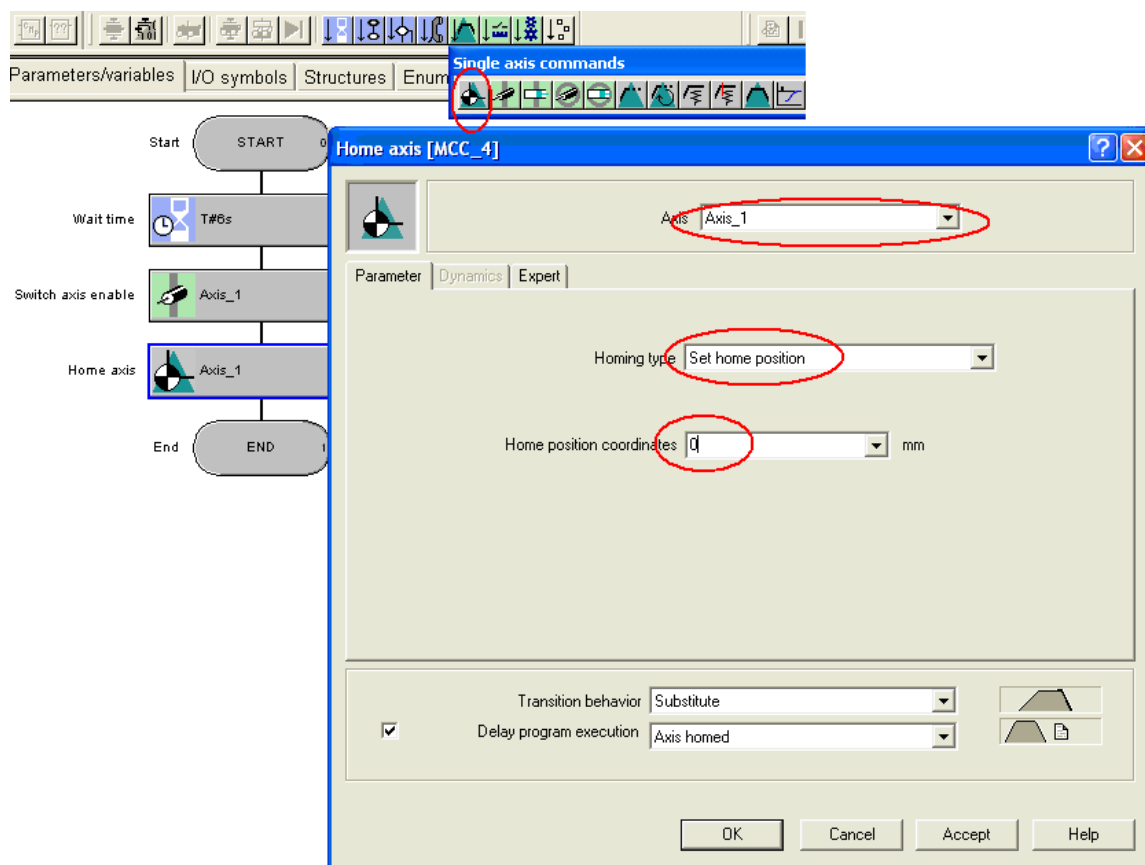 Parameters/variables I/O symbols Structures Enum
Single axis commands
Start START 0
Home axis [MCC_4]
Wait time T#6s
Axis Axis_1
Parameter Dynamics Expert
Switch axis enable Axis_1
Homing type Set home position
Home axis Axis_1
End END
Home position coordinates 0 mm
Transition behavior Substitute
Delay program execution Axis homed
OK Cancel Accept Help